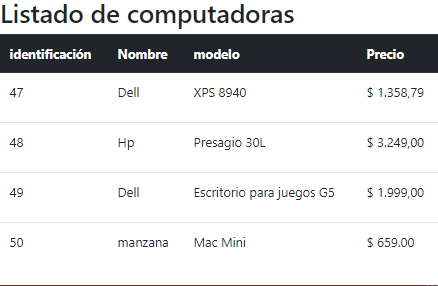 Listado de computadoras
identificación Nombre modelo Precio
47 Dell XPS 8940 $ 1.358,79
48 Hp Presagio 30L $ 3.249,00
49 Dell Escritorio para juegos G5 $ 1.999,00
50 manzana Mac Mini $ 659.00